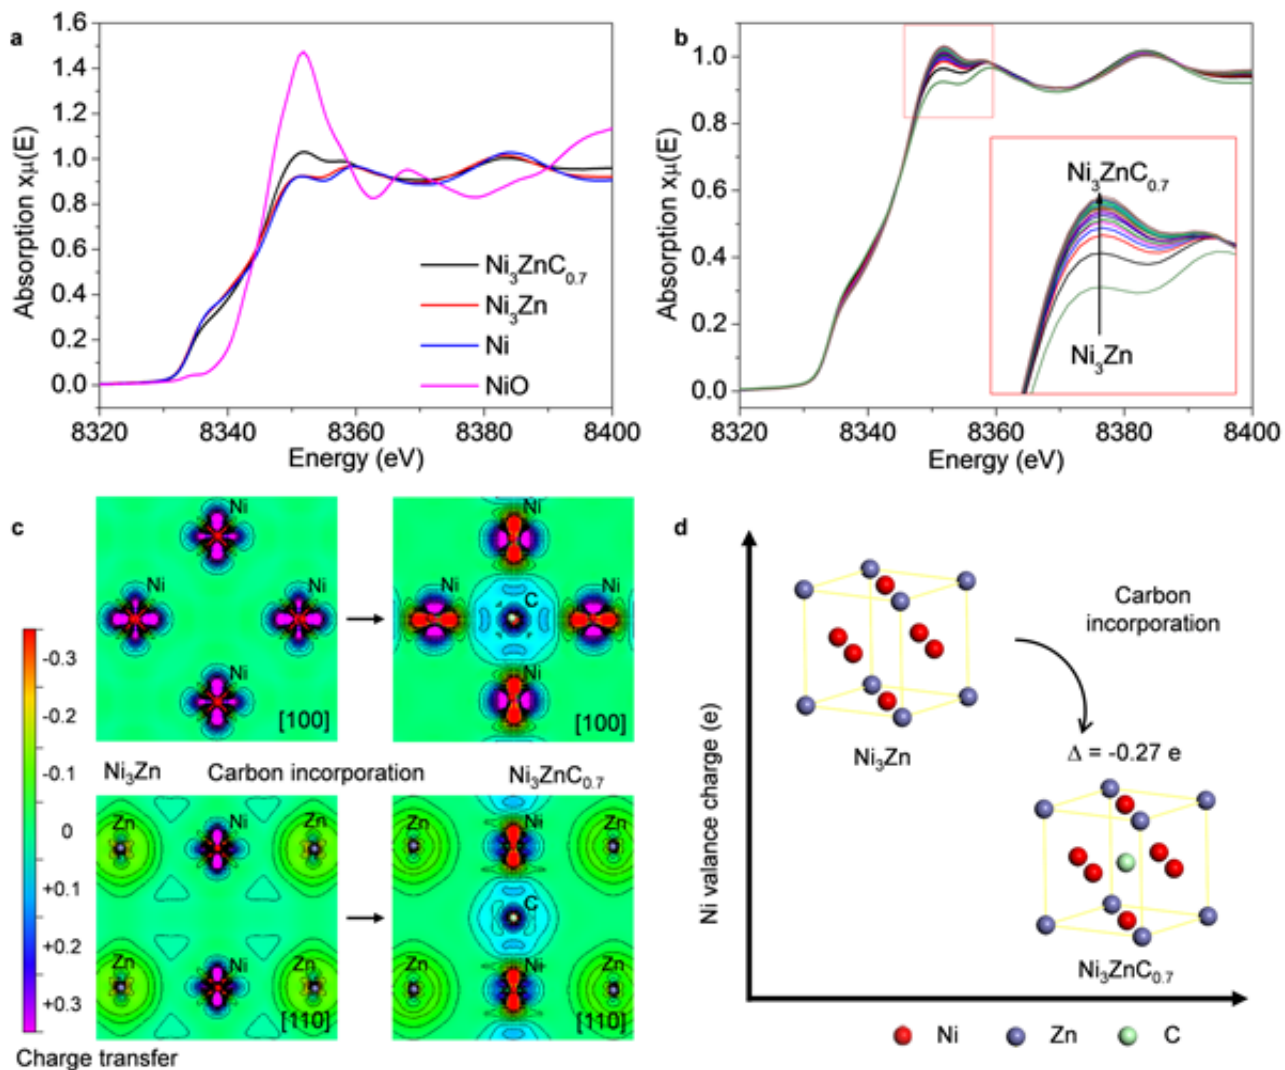 a
1.6
1.4
1.2
1.0
0.8
0.6
0.4
0.2
0.0
Absorption xμ(E)
Ni₃ZnC₀.₇
Ni₃Zn
Ni
NiO
8320 8340 8360 8380 8400
Energy (eV)
b
1.0
0.8
0.6
0.4
0.2
0.0
Absorption xμ(E)
Ni₃ZnC₀.₇
Ni₃Zn
8320 8340 8360 8380 8400
Energy (eV)
c
Ni
Ni Ni
Ni
[100]
Ni
Ni C Ni
Ni
[100]
Ni₃Zn Carbon incorporation Ni₃ZnC₀.₇
Zn Ni Zn
Zn Ni Zn
[110]
Zn Ni Zn
C
Zn Ni Zn
[110]
-0.3
-0.2
-0.1
0
+0.1
+0.2
+0.3
Charge transfer
d
Ni valance charge (e)
Carbon
incorporation
Ni₃Zn
Δ = -0.27 e
Ni₃ZnC₀.₇
Ni Zn C